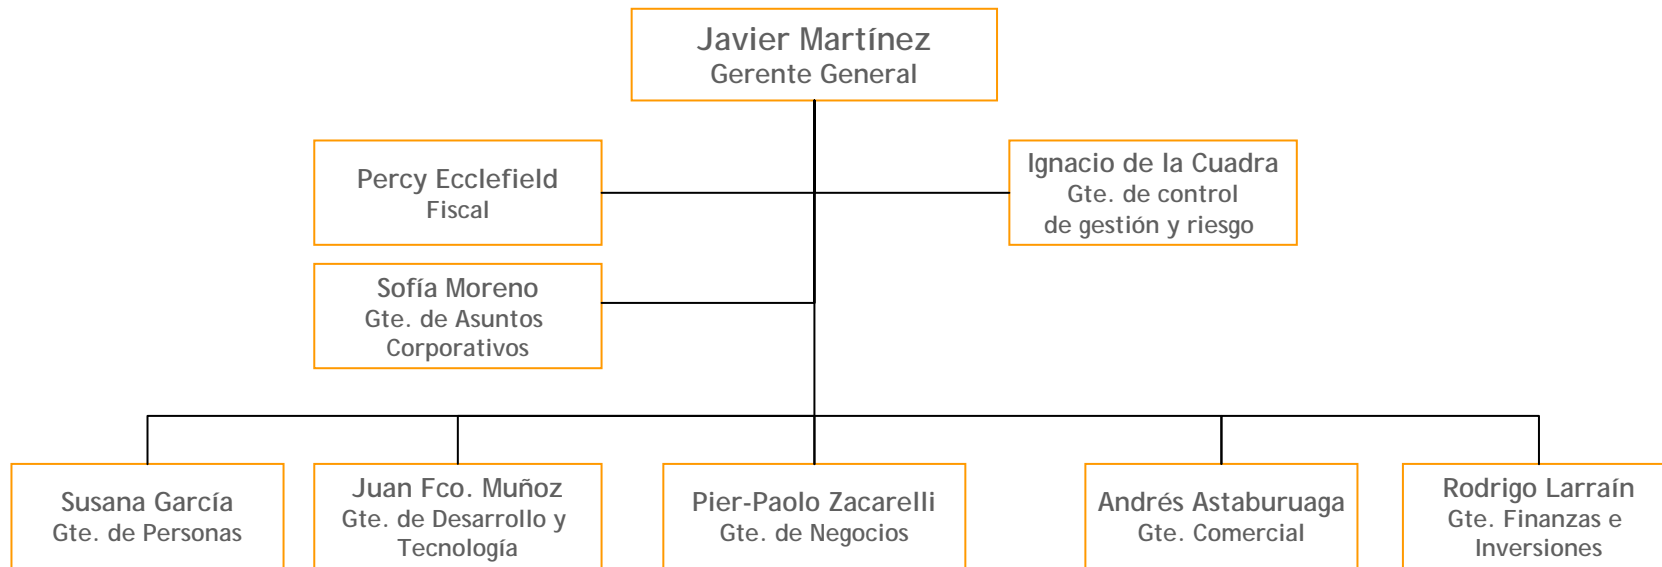 Javier Martínez
Gerente General
Percy Ecclefield
Fiscal
Ignacio de la Cuadra
Gte. de control
de gestión y riesgo
Sofía Moreno
Gte. de Asuntos
Corporativos
Susana García
Gte. de Personas
Juan Fco. Muñoz
Gte. de Desarrollo y
Tecnología
Pier-Paolo Zacarelli
Gte. de Negocios
Andrés Astaburuaga
Gte. Comercial
Rodrigo Larraín
Gte. Finanzas e
Inversiones